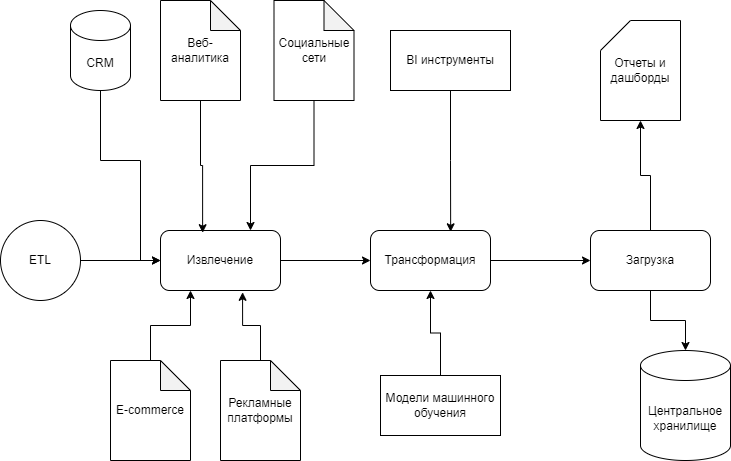 CRM
Веб-
аналитика
Социальные
сети
BI инструменты
Отчеты и
дашборды
ETL
Извлечение
Трансформация
Загрузка
E-commerce
Рекламные
платформы
Модели машинного
обучения
Центральное
хранилище